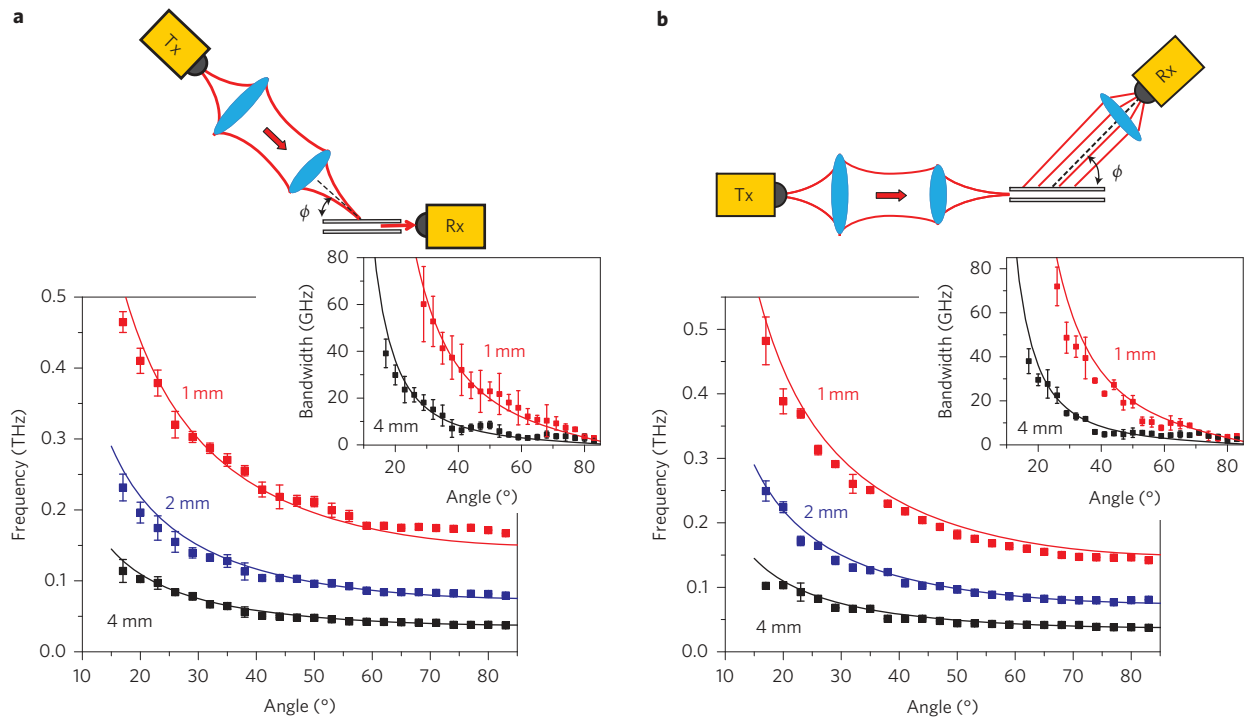 a
Tx
ϕ
Rx
Frequency (THz)
0.5
0.4
0.3
0.2
0.1
0.0
10 20 30 40 50 60 70 80
Angle (°)
1 mm
2 mm
4 mm
Bandwidth (GHz)
80
60
40
20
0
20 40 60 80
Angle (°)
1 mm
4 mm
b
Tx
Rx
ϕ
Frequency (THz)
0.5
0.4
0.3
0.2
0.1
0.0
10 20 30 40 50 60 70 80
Angle (°)
1 mm
2 mm
4 mm
Bandwidth (GHz)
80
60
40
20
0
20 40 60 80
Angle (°)
1 mm
4 mm